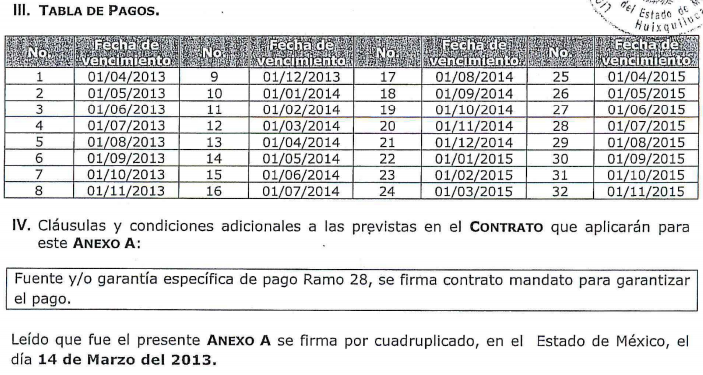 III. TABLA DE PAGOS.
del Estado de
Huixquiluc
No. Fecha de vencimiento No. Fecha de vencimiento No. Fecha de vencimiento No. Fecha de vencimiento
1 01/04/2013 9 01/12/2013 17 01/08/2014 25 01/04/2015
2 01/05/2013 10 01/01/2014 18 01/09/2014 26 01/05/2015
3 01/06/2013 11 01/02/2014 19 01/10/2014 27 01/06/2015
4 01/07/2013 12 01/03/2014 20 01/11/2014 28 01/07/2015
5 01/08/2013 13 01/04/2014 21 01/12/2014 29 01/08/2015
6 01/09/2013 14 01/05/2014 22 01/01/2015 30 01/09/2015
7 01/10/2013 15 01/06/2014 23 01/02/2015 31 01/10/2015
8 01/11/2013 16 01/07/2014 24 01/03/2015 32 01/11/2015
IV. Cláusulas y condiciones adicionales a las previstas en el CONTRATO que aplicarán para
este ANEXO A:
Fuente y/o garantía específica de pago Ramo 28, se firma contrato mandato para garantizar
el pago.
Leído que fue el presente ANEXO A se firma por cuadruplicado, en el Estado de México, el
día 14 de Marzo del 2013.